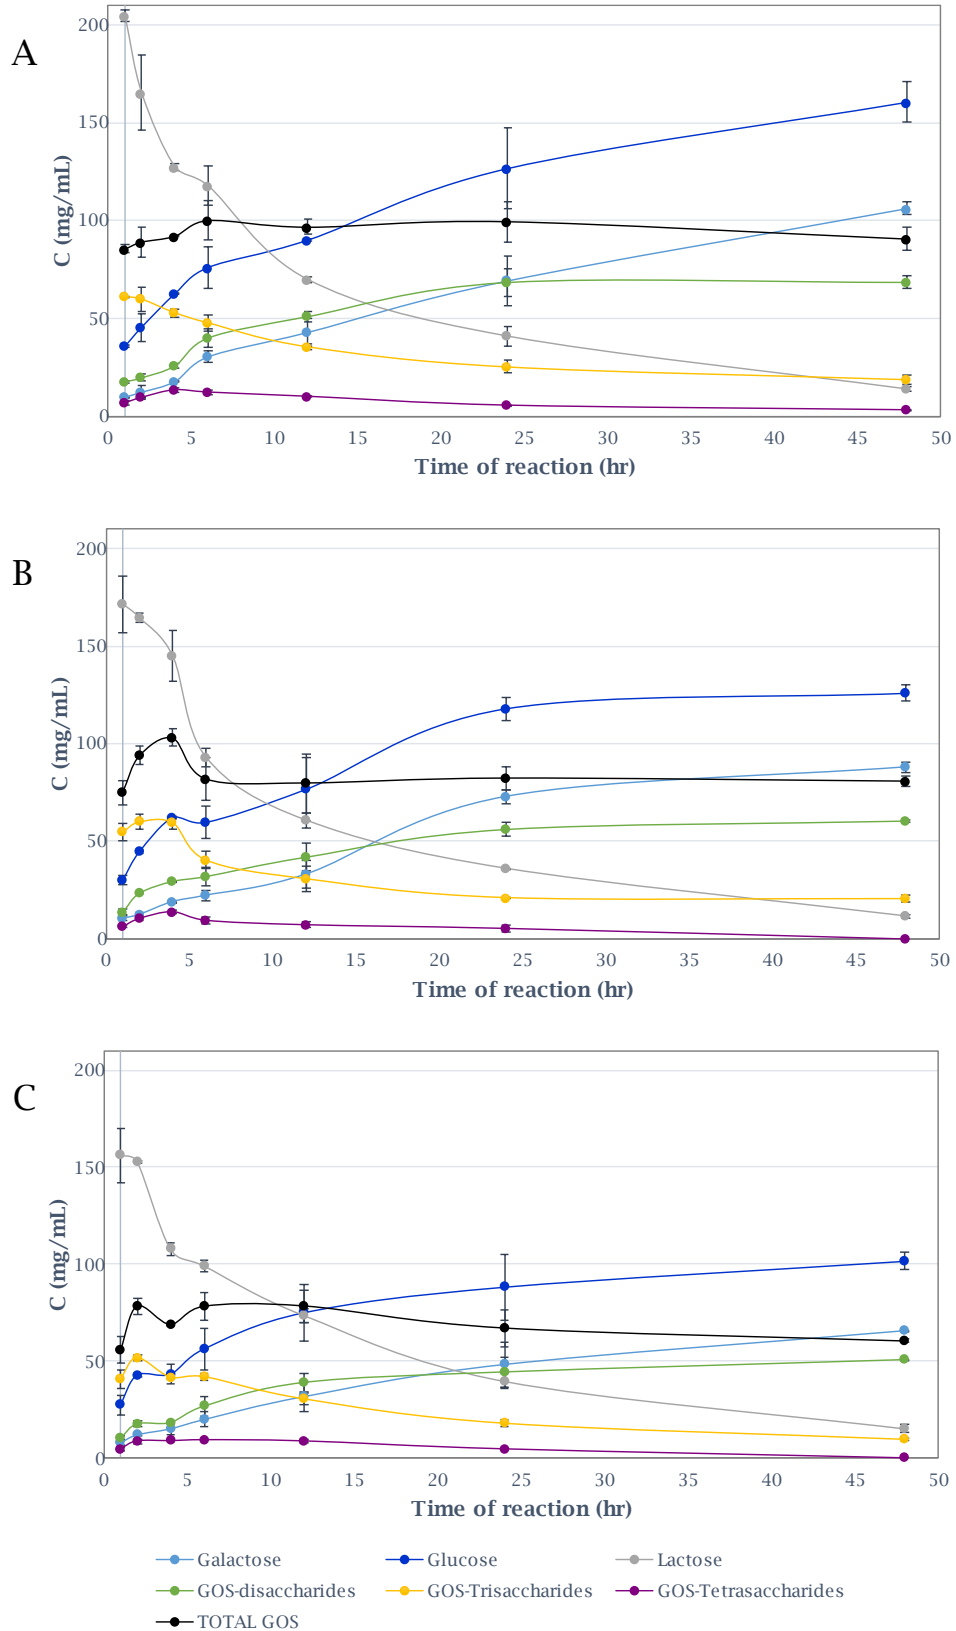 A
200
150
100
50
0
0 5 10 15 20 25 30 35 40 45 50
C (mg/mL)
Time of reaction (hr)
B
200
150
100
50
0
0 5 10 15 20 25 30 35 40 45 50
C (mg/mL)
Time of reaction (hr)
C
200
150
100
50
0
0 5 10 15 20 25 30 35 40 45 50
C (mg/mL)
Time of reaction (hr)
Galactose Glucose Lactose
GOS-disaccharides GOS-Trisaccharides GOS-Tetrasaccharides
TOTAL GOS